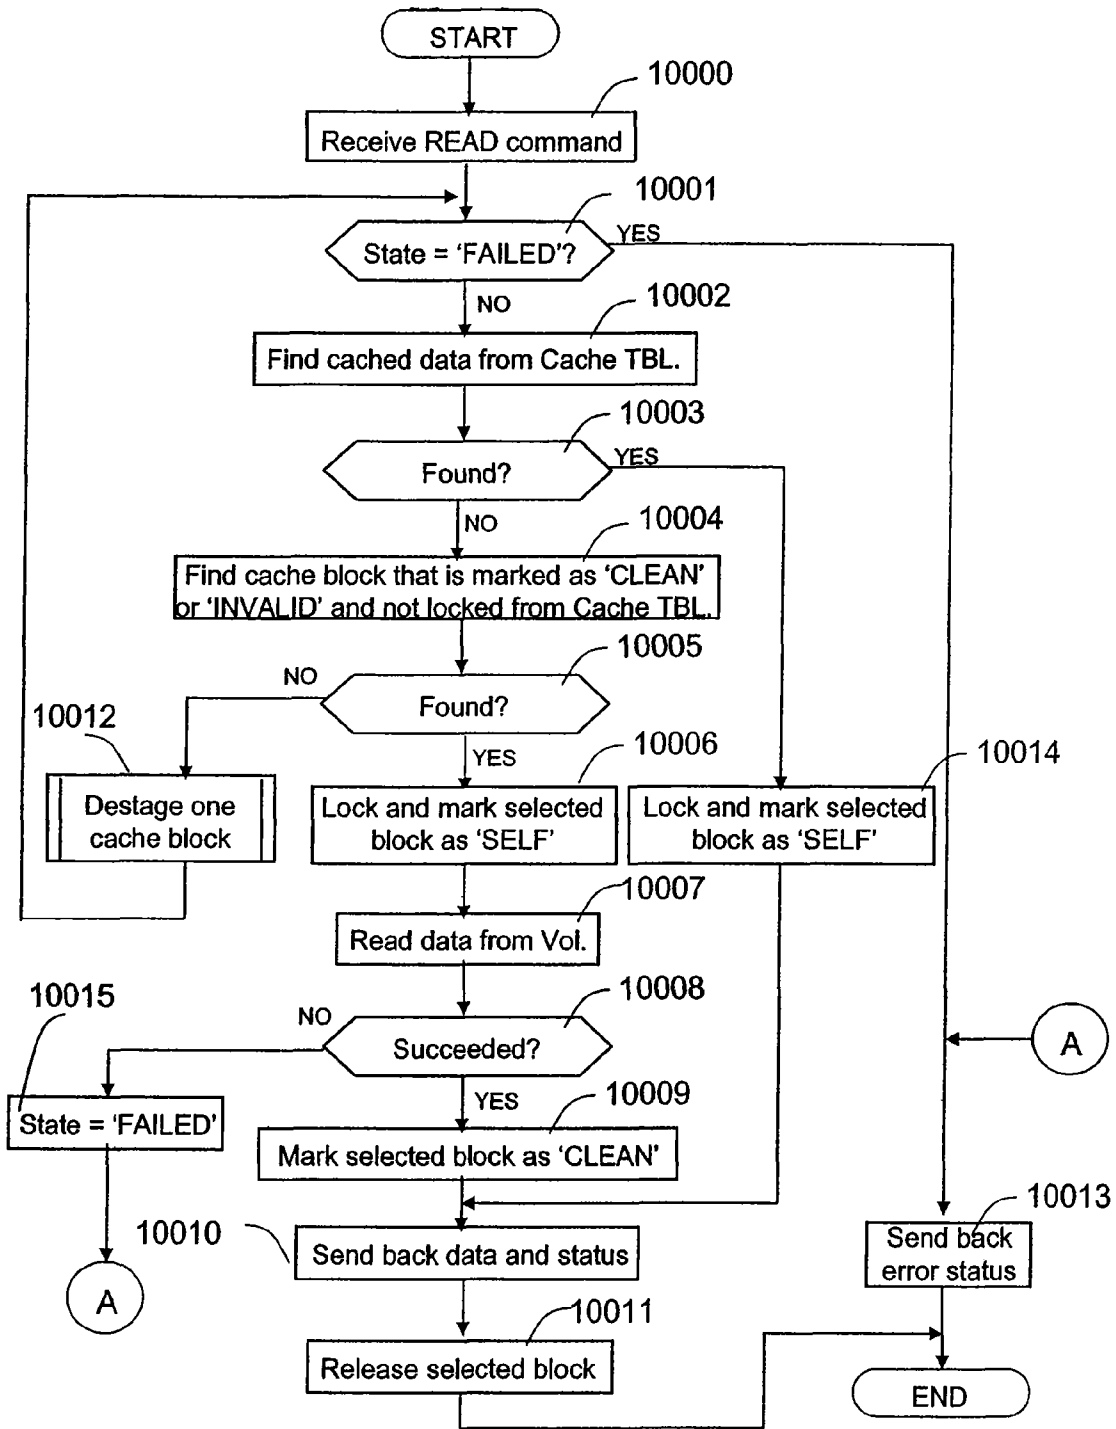 START
10000
Receive READ command
10001
State = 'FAILED'?
YES
NO
10002
Find cached data from Cache TBL.
10003
Found?
YES
NO
10004
Find cache block that is marked as 'CLEAN'
or 'INVALID' and not locked from Cache TBL.
10005
NO
Found?
10012
YES
10006
10014
Destage one
cache block
Lock and mark selected
block as 'SELF'
Lock and mark selected
block as 'SELF'
10007
Read data from Vol.
10008
10015
NO
Succeeded?
A
YES
10009
State = 'FAILED'
Mark selected block as 'CLEAN'
10013
10010
Send back data and status
Send back
error status
A
10011
Release selected block
END